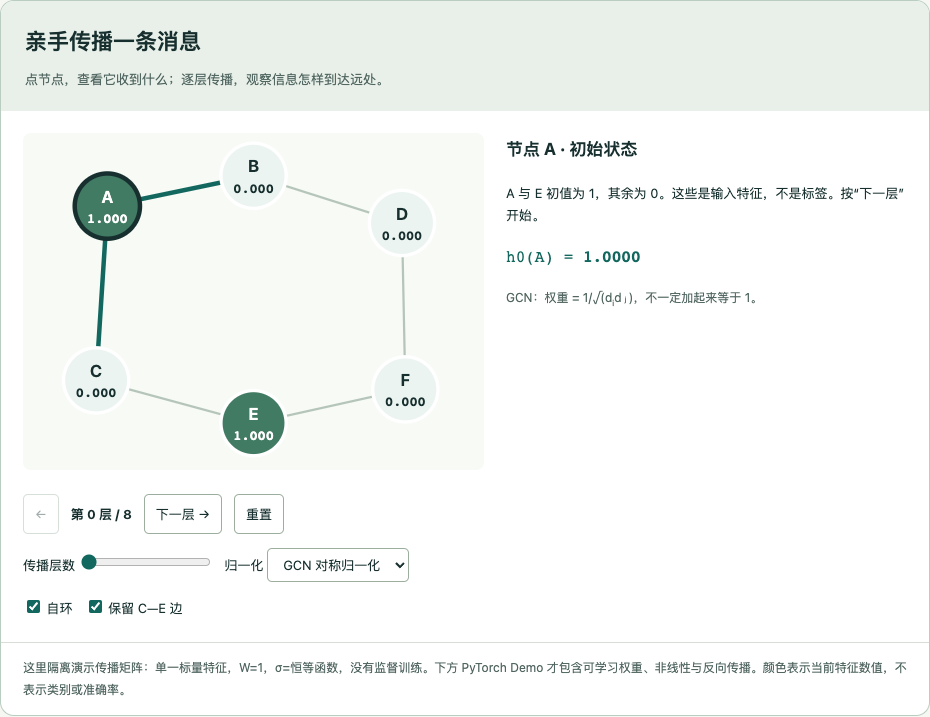 亲手传播一条消息
点节点，查看它收到什么；逐层传播，观察信息怎样到达远处。
A
1.000
B
0.000
D
0.000
C
0.000
E
1.000
F
0.000
节点 A · 初始状态
A 与 E 初值为 1，其余为 0。这些是输入特征，不是标签。按“下一层”
开始。
h0(A) = 1.0000
GCN：权重 = 1/√(dᵢdⱼ)，不一定加起来等于 1。
← 第 0 层 / 8 下一层 → 重置
传播层数 归一化 GCN 对称归一化
自环 保留 C—E 边
这里隔离演示传播矩阵：单一标量特征，W=1，σ=恒等函数，没有监督训练。下方 PyTorch Demo 才包含可学习权重、非线性与反向传播。颜色表示当前特征数值，不
表示类别或准确率。